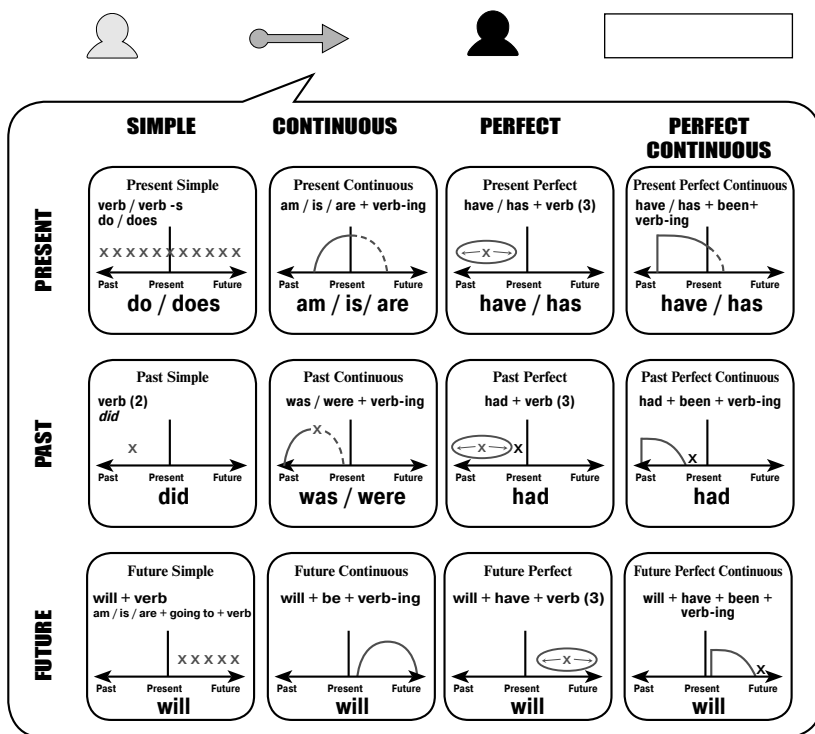 SIMPLE
CONTINUOUS
PERFECT
PERFECT
CONTINUOUS
PRESENT
Present Simple
verb / verb -s
do / does
X X X X X X X X X X X
Past Present Future
do / does
Present Continuous
am / is / are + verb-ing
Past Present Future
am / is/ are
Present Perfect
have / has + verb (3)
X
Past Present Future
have / has
Present Perfect Continuous
have / has + been+
verb-ing
Past Present Future
have / has
PAST
Past Simple
verb (2)
did
X
Past Present Future
did
Past Continuous
was / were + verb-ing
X
Past Present Future
was / were
Past Perfect
had + verb (3)
X X
Past Present Future
had
Past Perfect Continuous
had + been + verb-ing
X
Past Present Future
had
FUTURE
Future Simple
will + verb
am / is / are + going to + verb
X X X X X
Past Present Future
will
Future Continuous
will + be + verb-ing
Past Present Future
will
Future Perfect
will + have + verb (3)
X
Past Present Future
will
Future Perfect Continuous
will + have + been +
verb-ing
X
Past Present Future
will